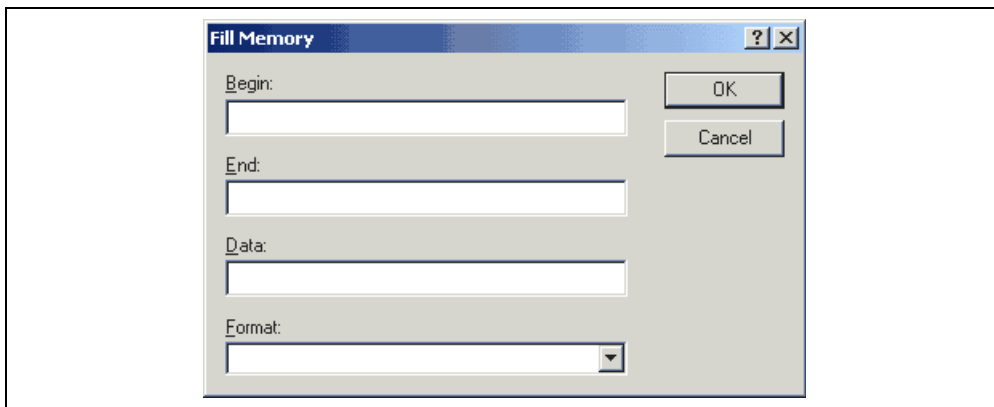 Fill Memory
Begin:
OK
Cancel
End:
Data:
Format: